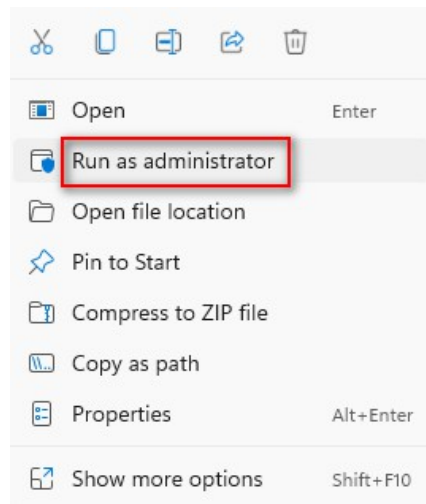 Open Enter
Run as administrator
Open file location
Pin to Start
Compress to ZIP file
Copy as path
Properties Alt+Enter
Show more options Shift+F10